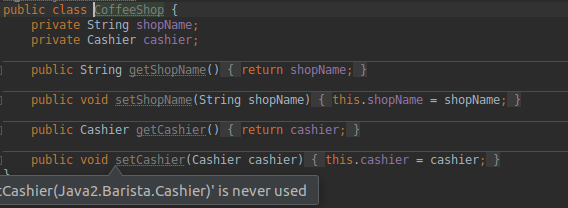 public class CoffeeShop {
private String shopName;
private Cashier cashier;
public String getShopName() { return shopName; }
public void setShopName(String shopName) { this.shopName = shopName; }
public Cashier getCashier() { return cashier; }
public void setCashier(Cashier cashier) { this.cashier = cashier; }
}
tCashier(Java2.Barista.Cashier)' is never used